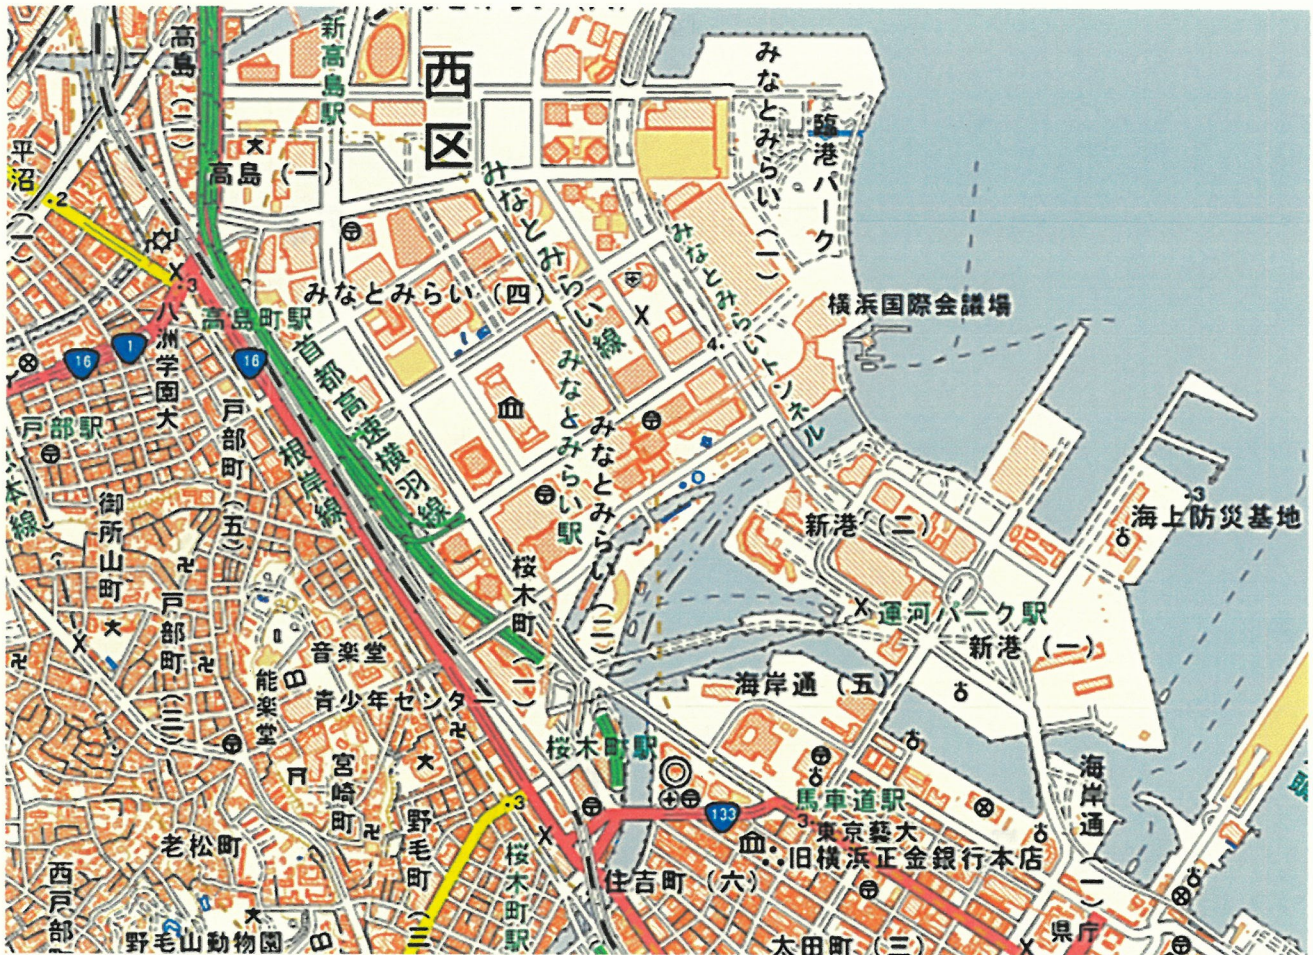 高島(二)
新高島駅
西区
みなとみらい(一)
臨港パーク
平沼(一)
2
高島(一)
みなとみらい線
みなとみらいトンネル
みなとみらい(四)
横浜国際会議場
3
高島町駅
4
16
1
16
八洲学園大
首都高速横羽線
戸部駅
戸部町(五)
根岸線
みなとみらい駅
みなとみらい(二)
本線
御所山町
新港(二)
3
海上防災基地
桜木町(一)
戸部町(三)
運河パーク駅
新港(一)
音楽堂
能楽堂
青少年センター
海岸通(五)
桜木町駅
宮崎町
海岸通(一)
馬車道駅
3
133
3
東京藝大
旧横浜正金銀行本店
野毛町(三)
老松町
桜木町駅
住吉町(六)
西戸部
野毛山動物園
太田町(三)
県庁